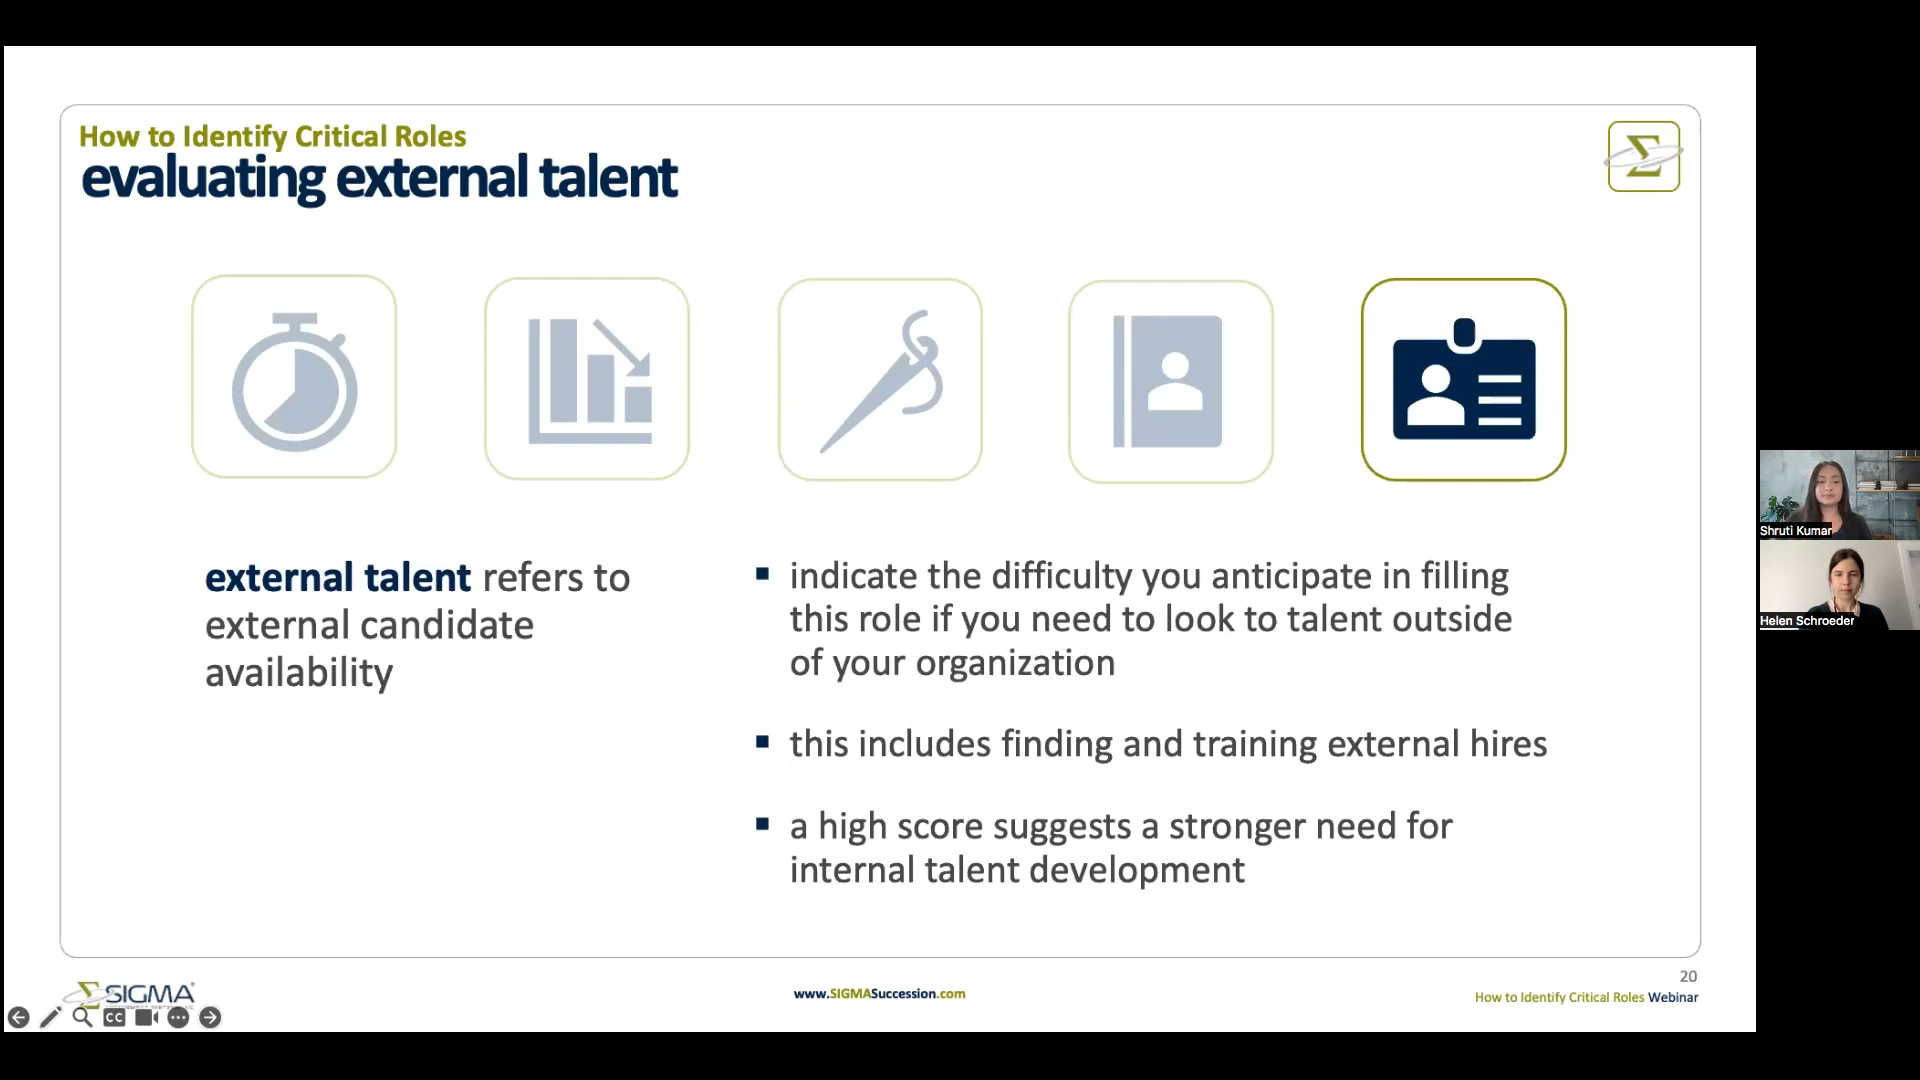 How to Identify Critical Roles
evaluating external talent
external talent refers to
external candidate
availability
indicate the difficulty you anticipate in filling
this role if you need to look to talent outside
of your organization
this includes finding and training external hires
a high score suggests a stronger need for
internal talent development
Shruti Kumar
Helen Schroeder
SIGMA
CC
www.SIGMASuccession.com
20
How to Identify Critical Roles Webinar